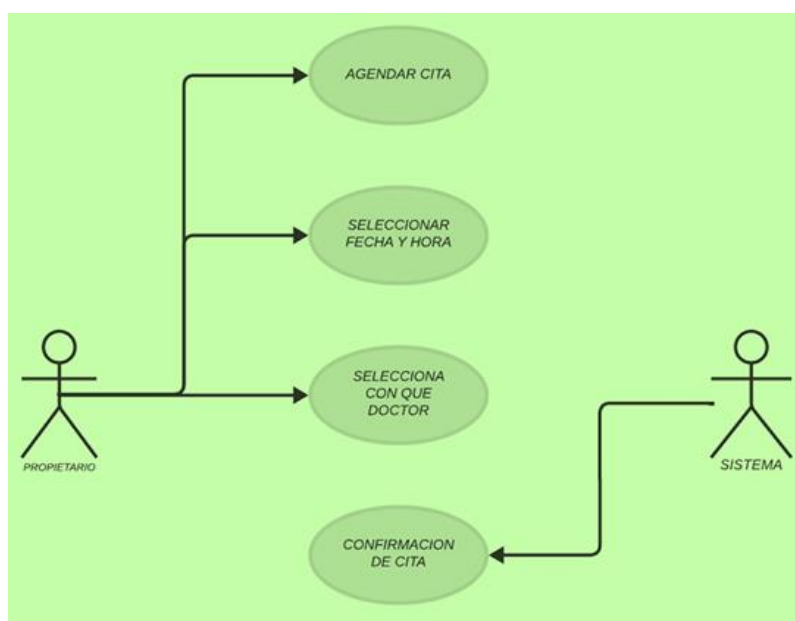 AGENDAR CITA
SELECCIONAR
FECHA Y HORA
SELECCIONA
CON QUE
DOCTOR
PROPIETARIO
SISTEMA
CONFIRMACION
DE CITA